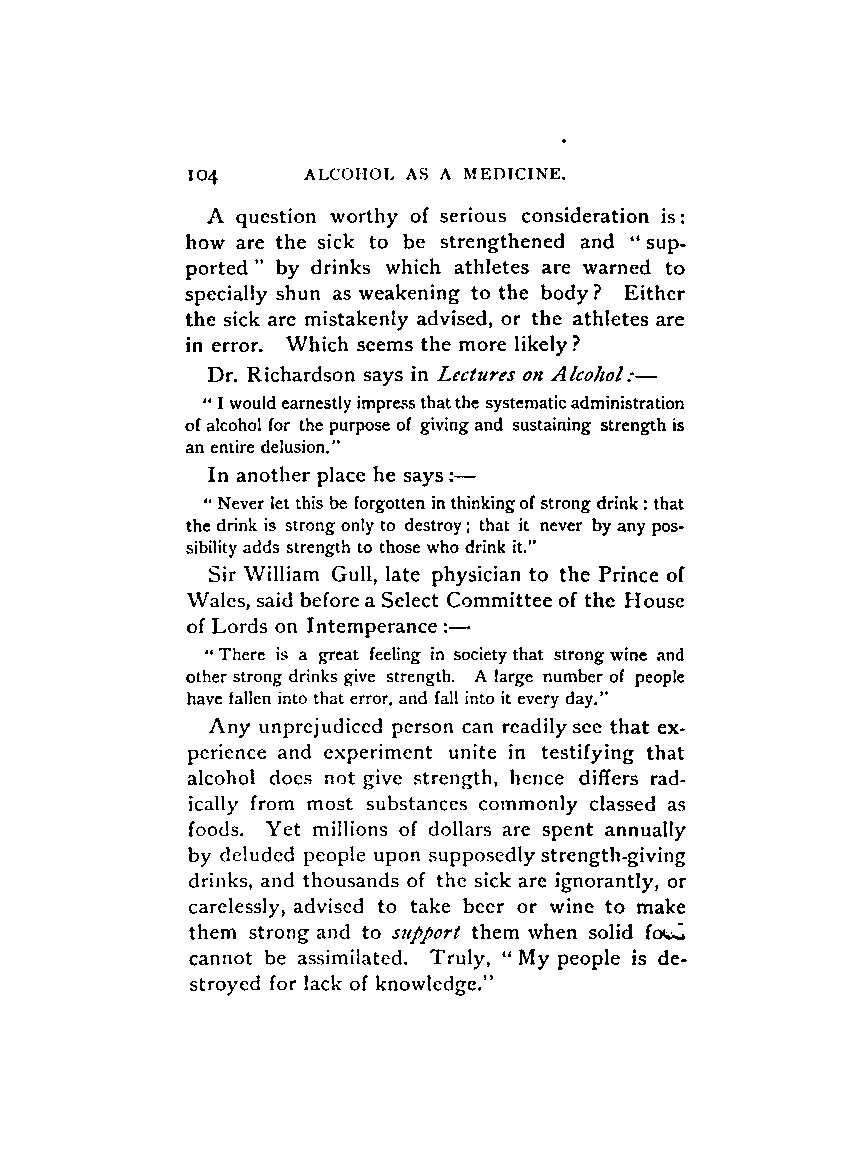 104 ALCOHOL AS A MEDICINE.
A question worthy of serious consideration is:
how are the sick to be strengthened and “sup-
ported” by drinks which athletes are warned to
specially shun as weakening to the body? Either
the sick are mistakenly advised, or the athletes are
in error. Which seems the more likely?
Dr. Richardson says in Lectures on Alcohol:—
“I would earnestly impress that the systematic administration
of alcohol for the purpose of giving and sustaining strength is
an entire delusion.”
In another place he says:—
“Never let this be forgotten in thinking of strong drink: that
the drink is strong only to destroy; that it never by any pos-
sibility adds strength to those who drink it.”
Sir William Gull, late physician to the Prince of
Wales, said before a Select Committee of the House
of Lords on Intemperance:—
“There is a great feeling in society that strong wine and
other strong drinks give strength. A large number of people
have fallen into that error, and fall into it every day.”
Any unprejudiced person can readily see that ex-
perience and experiment unite in testifying that
alcohol does not give strength, hence differs rad-
ically from most substances commonly classed as
foods. Yet millions of dollars are spent annually
by deluded people upon supposedly strength-giving
drinks, and thousands of the sick are ignorantly, or
carelessly, advised to take beer or wine to make
them strong and to support them when solid food
cannot be assimilated. Truly, “My people is de-
stroyed for lack of knowledge.”